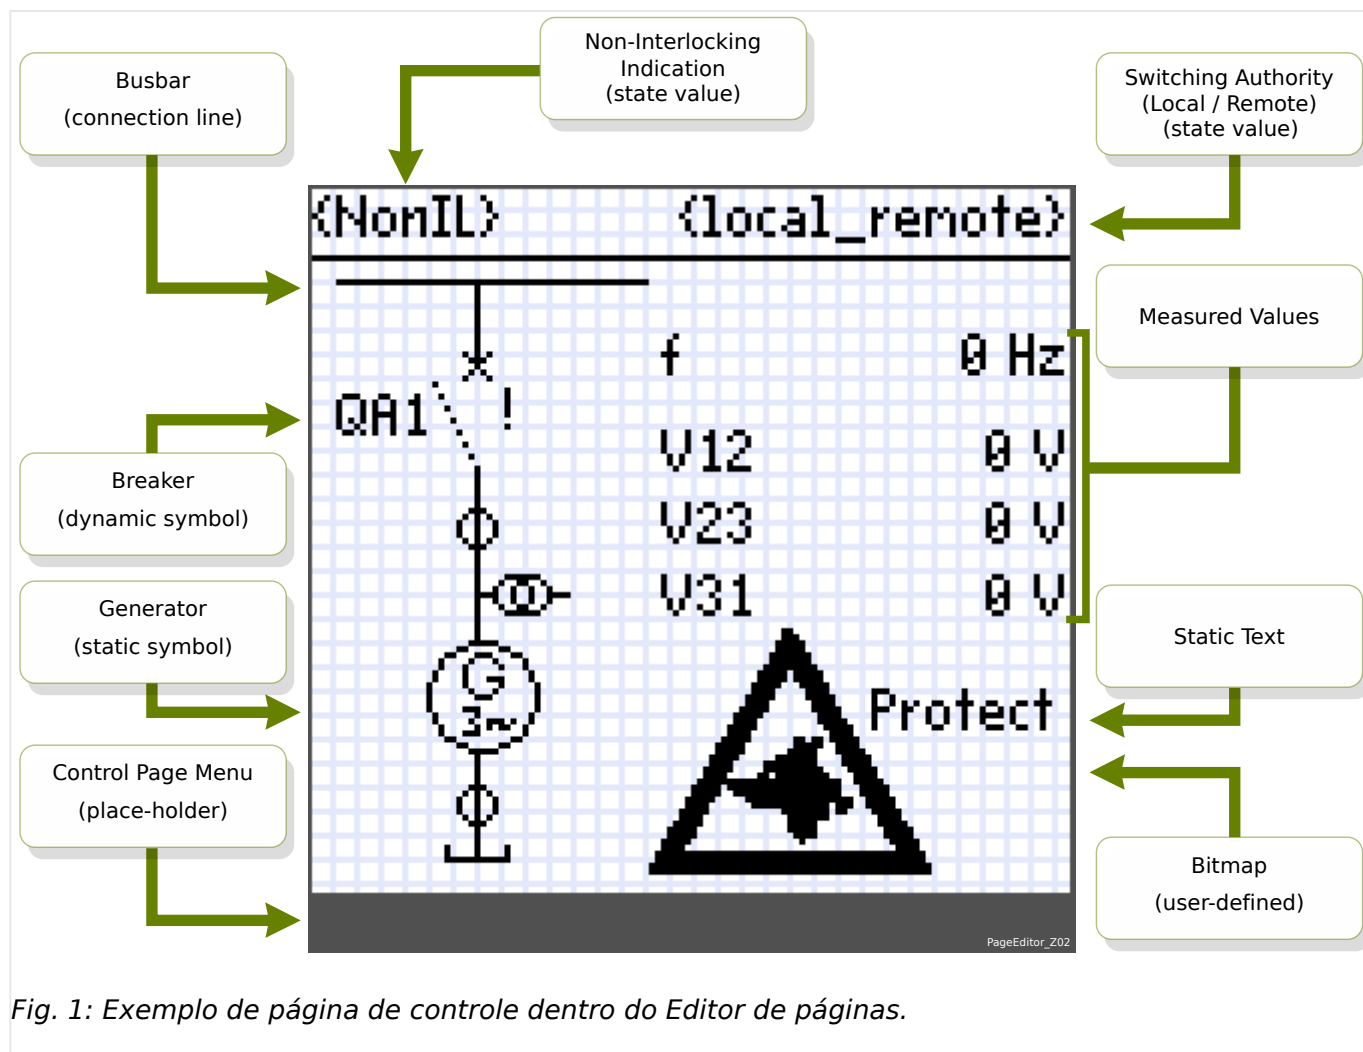 Non-Interlocking
Indication
(state value)
Busbar
(connection line)
Switching Authority
(Local / Remote)
(state value)
{NonIL}
{local_remote}
Measured Values
f 0 Hz
QA1 !
V12 0 V
Breaker
(dynamic symbol)
V23 0 V
Generator
(static symbol)
V31 0 V
Static Text
G
3~
Protect
Control Page Menu
(place-holder)
Bitmap
(user-defined)
PageEditor_Z02
Fig. 1: Exemplo de página de controle dentro do Editor de páginas.